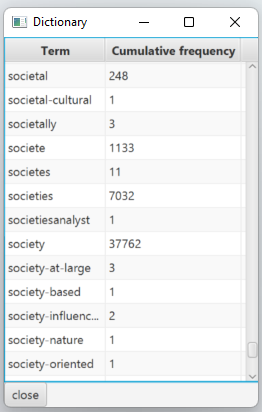 Dictionary
Term Cumulative frequency
societal 248
societal-cultural 1
societally 3
societe 1133
societes 11
societies 7032
societiesanalyst 1
society 37762
society-at-large 3
society-based 1
society-influenc... 2
society-nature 1
society-oriented 1
close